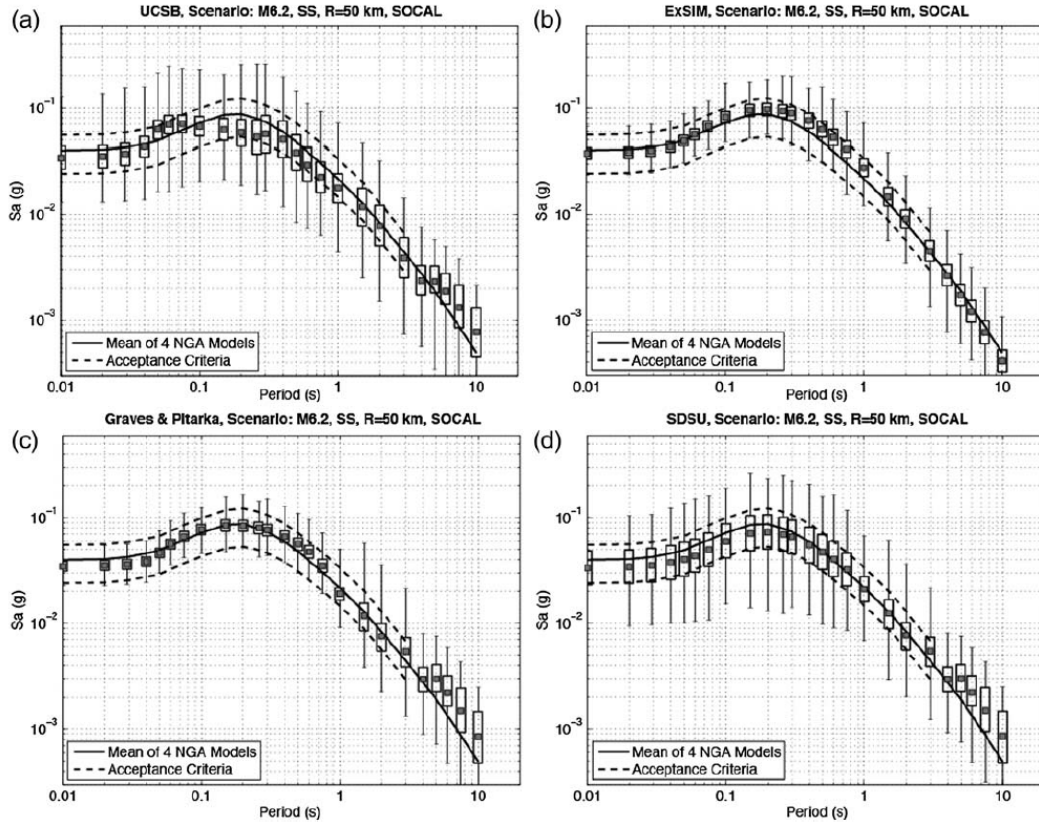 (a)
UCSB, Scenario: M6.2, SS, R=50 km, SOCAL
Sa (g)
10⁻¹
10⁻²
10⁻³
Mean of 4 NGA Models
Acceptance Criteria
0.01 0.1 1 10
Period (s)
(b)
ExSIM, Scenario: M6.2, SS, R=50 km, SOCAL
Sa (g)
10⁻¹
10⁻²
10⁻³
Mean of 4 NGA Models
Acceptance Criteria
0.01 0.1 1 10
Period (s)
(c)
Graves & Pitarka, Scenario: M6.2, SS, R=50 km, SOCAL
Sa (g)
10⁻¹
10⁻²
10⁻³
Mean of 4 NGA Models
Acceptance Criteria
0.01 0.1 1 10
Period (s)
(d)
SDSU, Scenario: M6.2, SS, R=50 km, SOCAL
Sa (g)
10⁻¹
10⁻²
10⁻³
Mean of 4 NGA Models
Acceptance Criteria
0.01 0.1 1 10
Period (s)